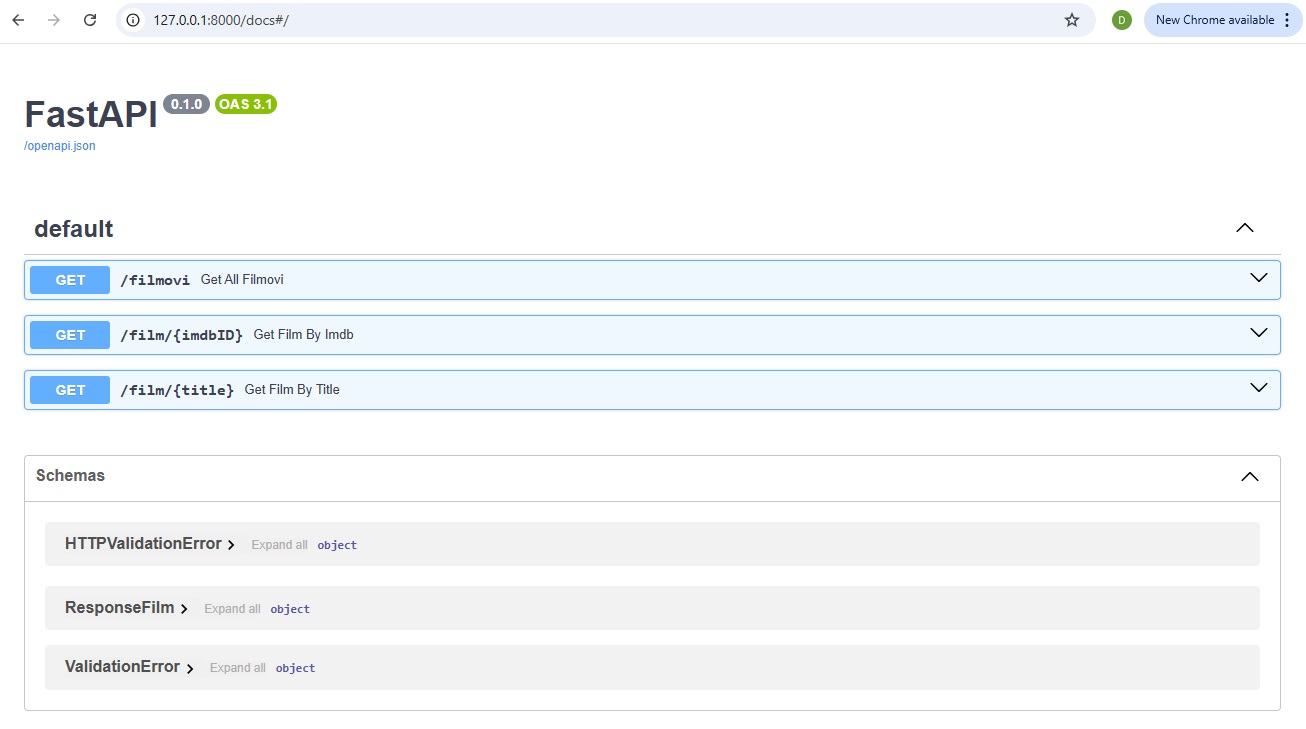 127.0.0.1:8000/docs#/
D
New Chrome available
FastAPI 0.1.0 OAS 3.1
/openapi.json
default
GET /filmovi Get All Filmovi
GET /film/{imdbID} Get Film By Imdb
GET /film/{title} Get Film By Title
Schemas
HTTPValidationError Expand all object
ResponseFilm Expand all object
ValidationError Expand all object